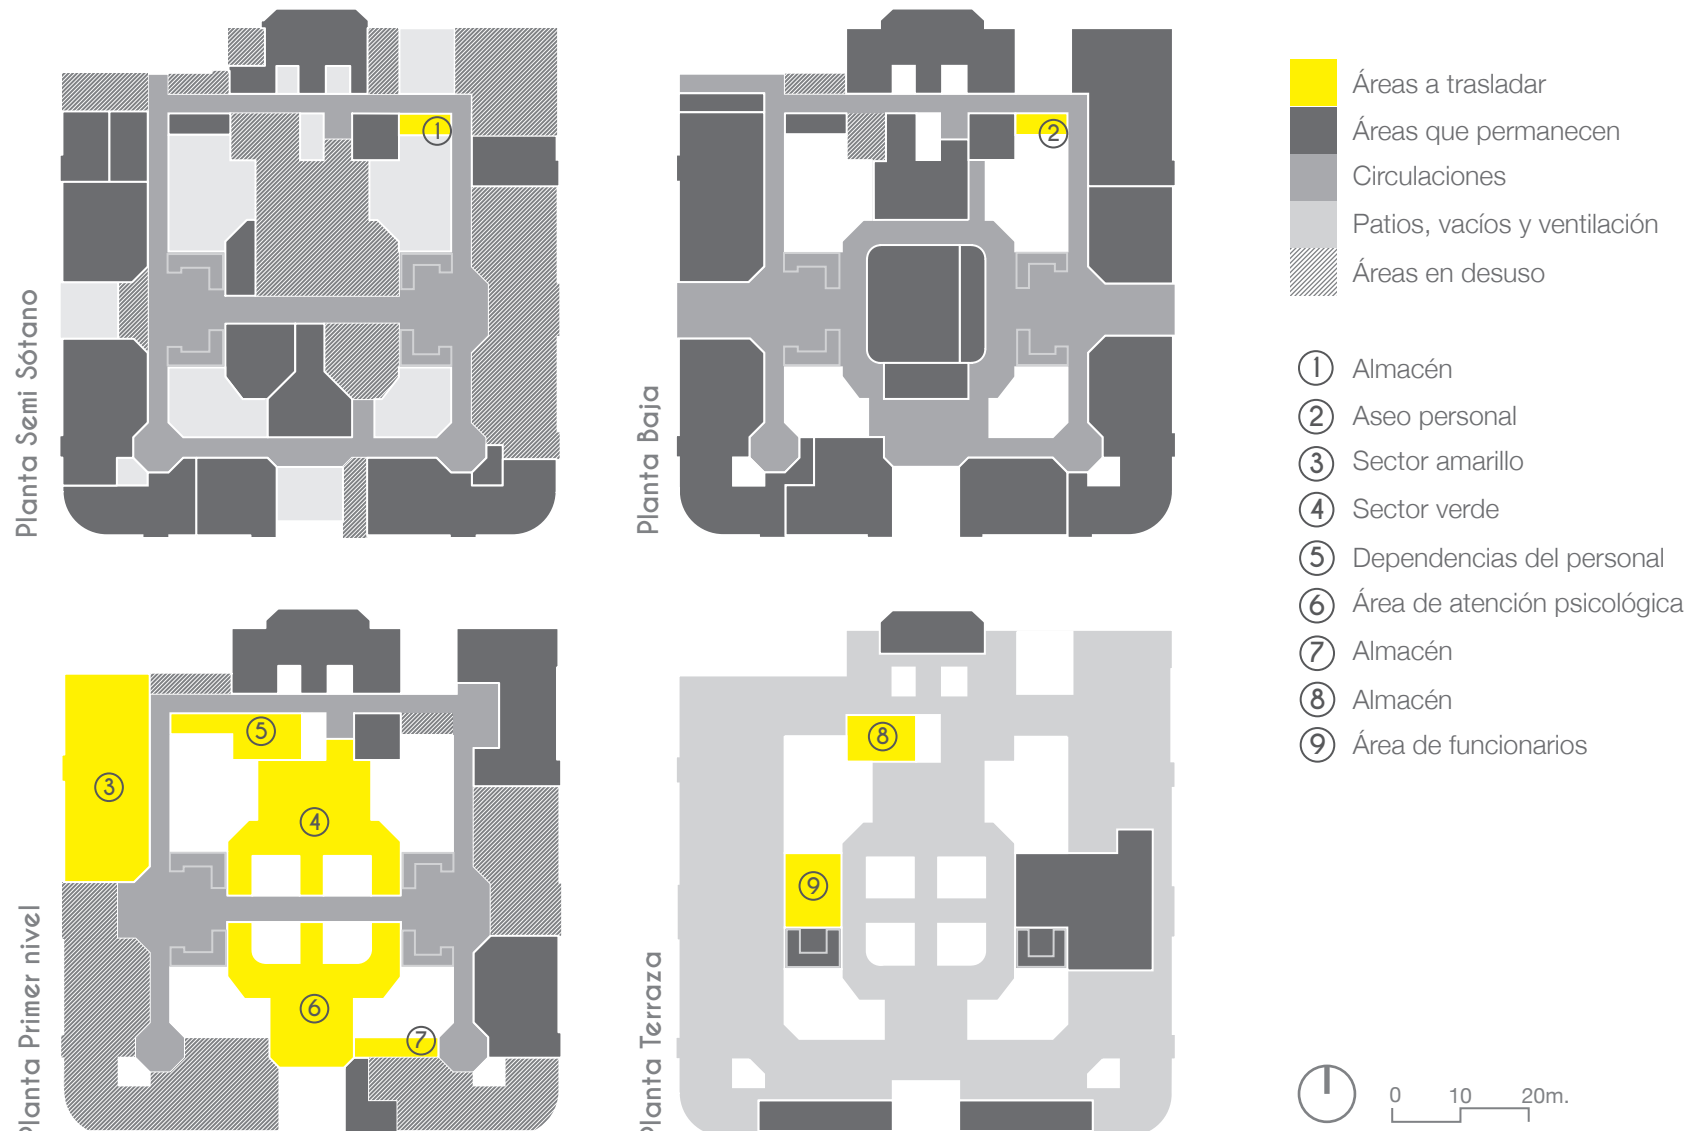 Planta Semi Sótano
1
Planta Baja
2
Áreas a trasladar
Áreas que permanecen
Circulaciones
Patios, vacíos y ventilación
Áreas en desuso
1 Almacén
2 Aseo personal
3 Sector amarillo
4 Sector verde
5 Dependencias del personal
6 Área de atención psicológica
7 Almacén
8 Almacén
9 Área de funcionarios
Planta Primer nivel
5
3
4
6
7
Planta Terraza
8
9
0 10 20m.